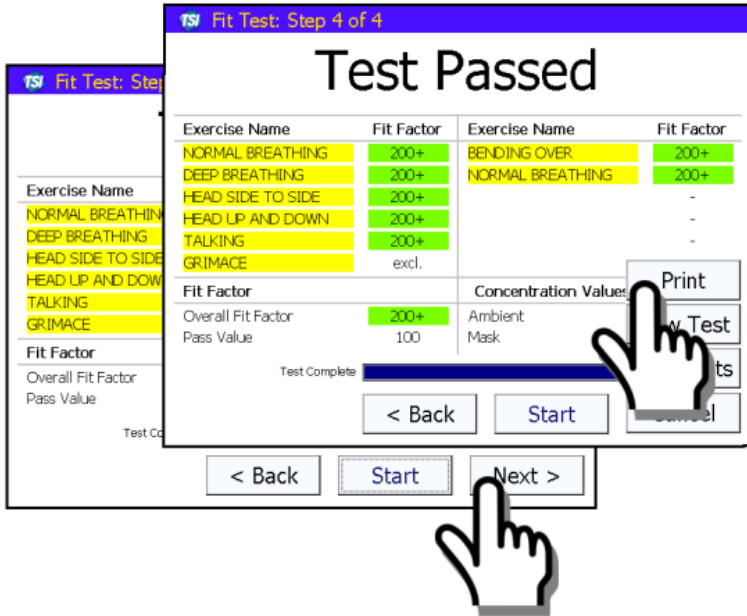 TSI Fit Test: Step 4 of 4
Test Passed
Exercise Name Fit Factor Exercise Name Fit Factor
NORMAL BREATHING 200+ BENDING OVER 200+
DEEP BREATHING 200+ NORMAL BREATHING 200+
HEAD SIDE TO SIDE 200+ -
HEAD UP AND DOWN 200+ -
TALKING 200+ -
GRIMACE excl.
Fit Factor Concentration Values
Overall Fit Factor 200+ Ambient
Pass Value 100 Mask
Test Complete
Print
Test
ts
< Back Start
TSI Fit Test: Step
Exercise Name
NORMAL BREATHIN
DEEP BREATHING
HEAD SIDE TO SIDE
HEAD UP AND DOW
TALKING
GRIMACE
Fit Factor
Overall Fit Factor
Pass Value
Test Co
< Back Start Next >